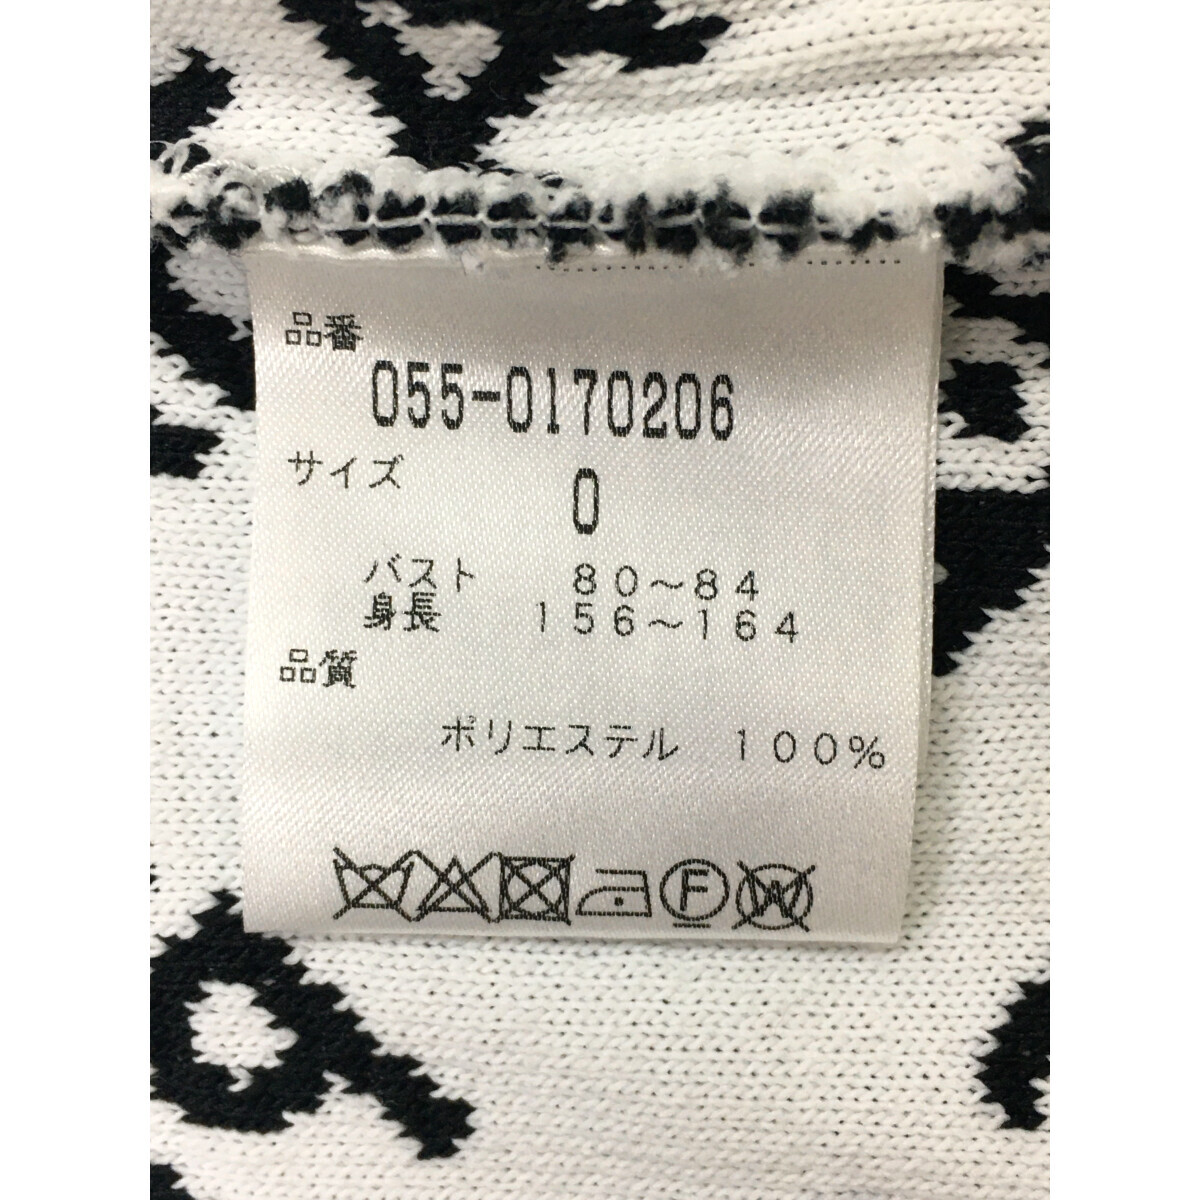 品番
055-0170206
サイズ
0
バスト 80～84
身長 156～164
品質
ポリエステル 100%
F W